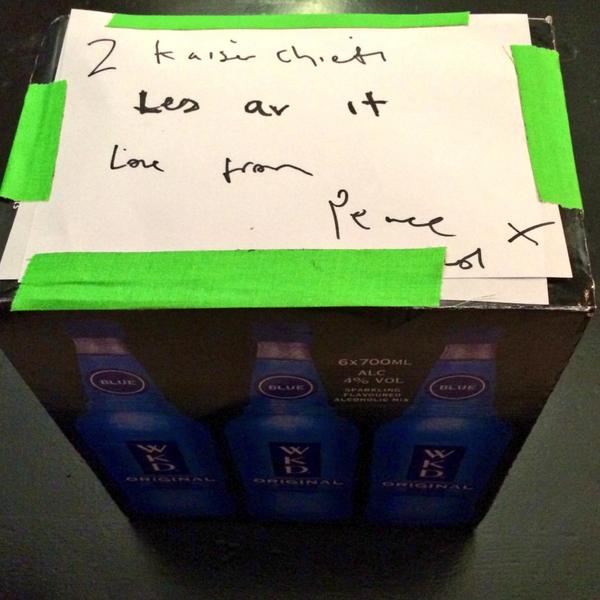 2 Kaiser Chiefs
Les av it
Love from
Peace X
6x700ML
ALC
4% VOL
SPARKLING
FLAVOURED
ALCOHOLIC MIX
BLUE
WKD
ORIGINAL
BLUE
WKD
ORIGINAL
BLUE
WKD
ORIGINAL